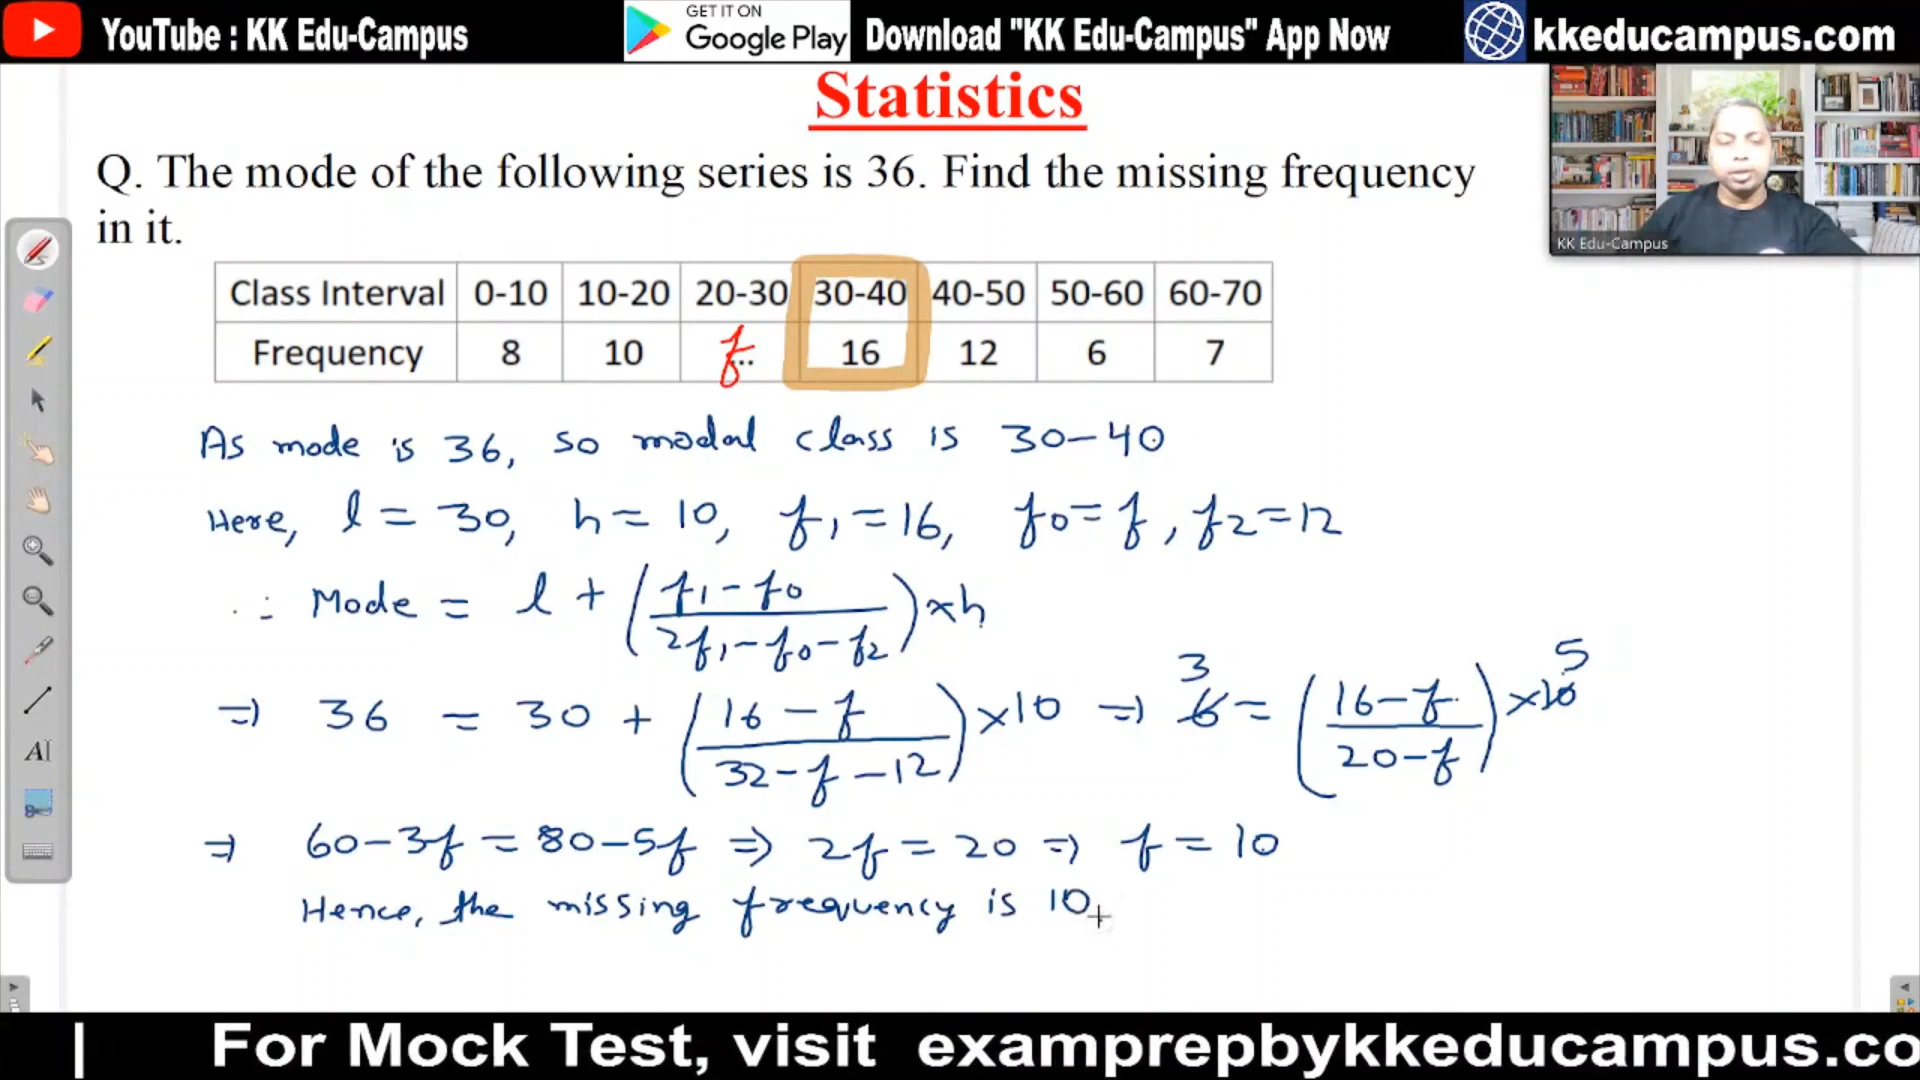 YouTube : KK Edu-Campus GET IT ON Google Play Download "KK Edu-Campus" App Now kkeducampus.com
Statistics
Q. The mode of the following series is 36. Find the missing frequency
in it.
KK Edu-Campus
Class Interval 0-10 10-20 20-30 30-40 40-50 50-60 60-70
Frequency 8 10 f... 16 12 6 7
As mode is 36, so modal class is 30-40
Here, l = 30, h = 10, f₁ = 16, f₀ = f, f₂ = 12
∴ Mode = l + ((f₁ - f₀)/(2f₁ - f₀ - f₂)) × h
⇒ 36 = 30 + ((16 - f)/(32 - f - 12)) × 10 ⇒ 6 3 = ((16 - f)/(20 - f)) × 10 5
⇒ 60 - 3f = 80 - 5f ⇒ 2f = 20 ⇒ f = 10
Hence, the missing frequency is 10
AI
| For Mock Test, visit examprepbykkeducampus.co